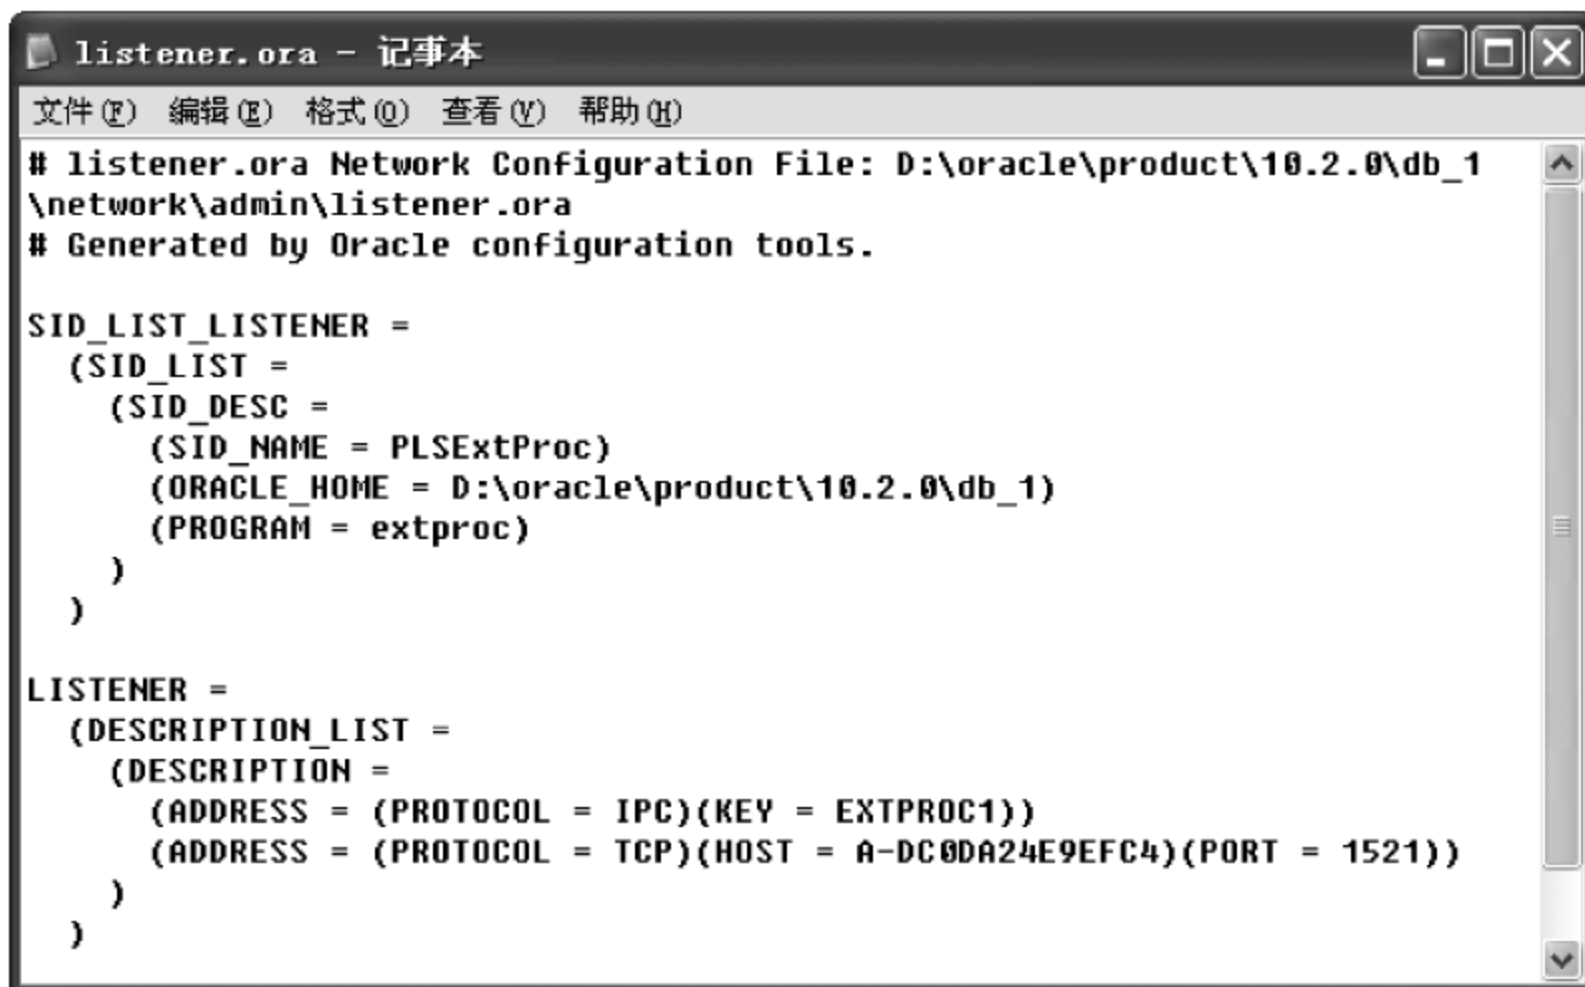 listener.ora - 记事本
文件(F) 编辑(E) 格式(O) 查看(V) 帮助(H)
# listener.ora Network Configuration File: D:\oracle\product\10.2.0\db_1
\network\admin\listener.ora
# Generated by Oracle configuration tools.
SID_LIST_LISTENER =
(SID_LIST =
(SID_DESC =
(SID_NAME = PLSExtProc)
(ORACLE_HOME = D:\oracle\product\10.2.0\db_1)
(PROGRAM = extproc)
)
)
LISTENER =
(DESCRIPTION_LIST =
(DESCRIPTION =
(ADDRESS = (PROTOCOL = IPC)(KEY = EXTPROC1))
(ADDRESS = (PROTOCOL = TCP)(HOST = A-DC0DA24E9EFC4)(PORT = 1521))
)
)